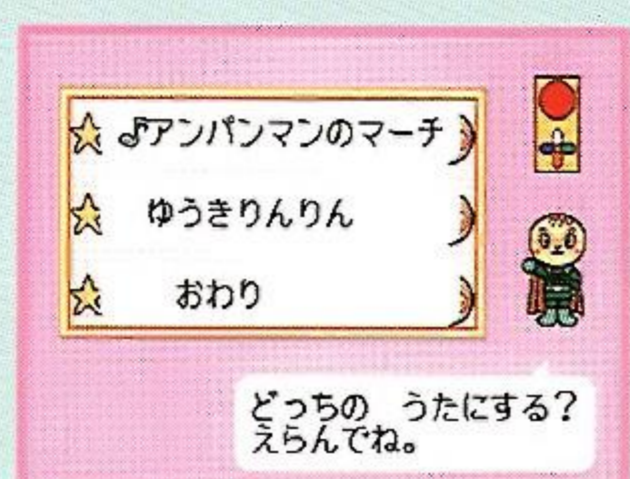 ♪アンパンマンのマーチ
ゆうきりんりん
おわり
どっちの うたにする?
えらんでね。